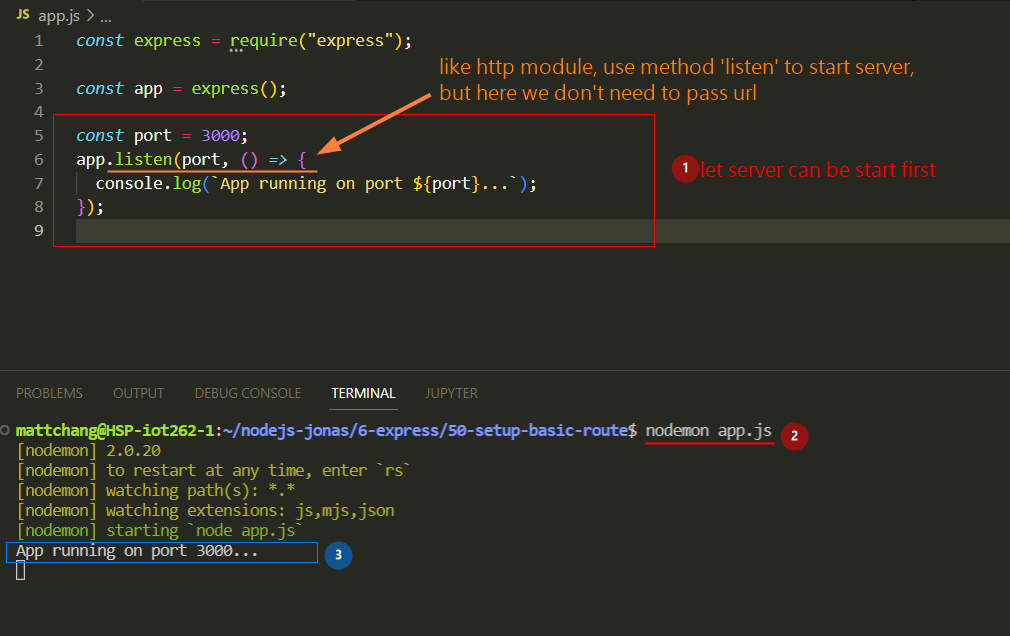 JS app.js > ...
1 const express = require("express");
2
3 const app = express();
4
5 const port = 3000;
6 app.listen(port, () => {
7 console.log(`App running on port ${port}...`);
8 });
9
like http module, use method 'listen' to start server,
but here we don't need to pass url
1 let server can be start first
PROBLEMS OUTPUT DEBUG CONSOLE TERMINAL JUPYTER
mattchang@HSP-iot262-1:~/nodejs-jonas/6-express/50-setup-basic-route$ nodemon app.js 2
[nodemon] 2.0.20
[nodemon] to restart at any time, enter `rs`
[nodemon] watching path(s): *.*
[nodemon] watching extensions: js,mjs,json
[nodemon] starting `node app.js`
App running on port 3000... 3